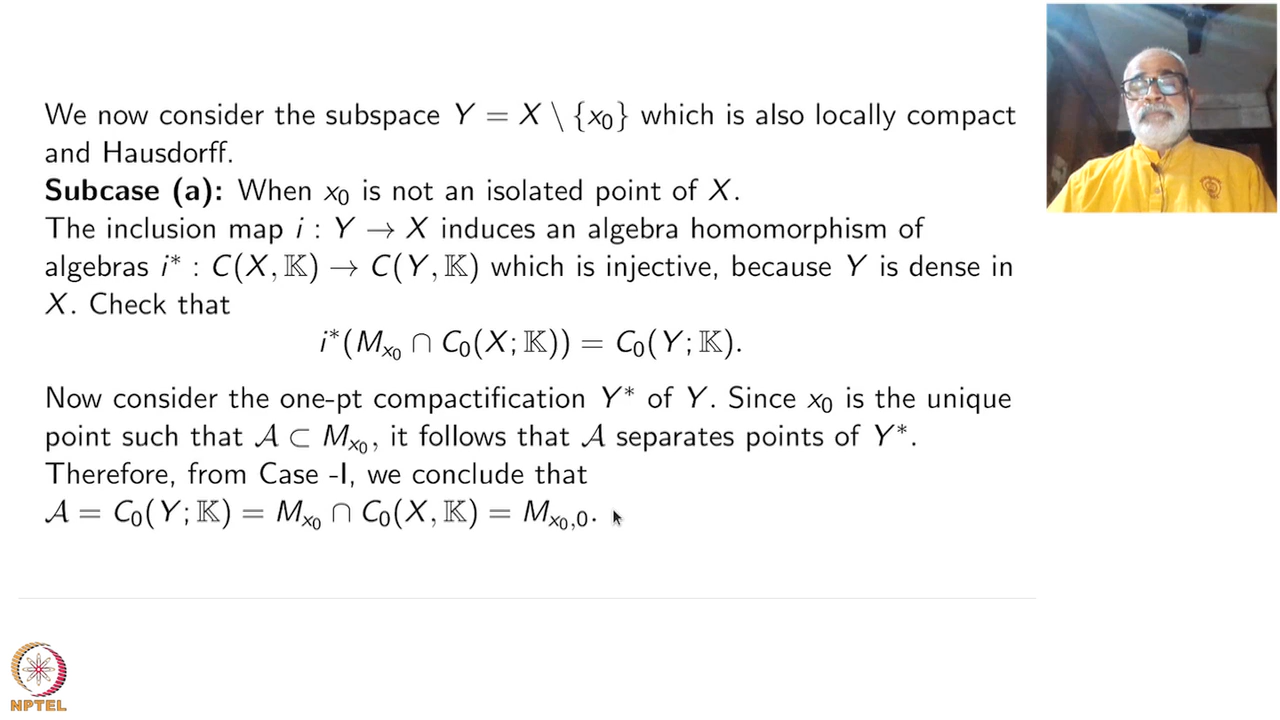 We now consider the subspace Y = X \ {x₀} which is also locally compact
and Hausdorff.
Subcase (a): When x₀ is not an isolated point of X.
The inclusion map i : Y → X induces an algebra homomorphism of
algebras i* : C(X, 𝕂) → C(Y, 𝕂) which is injective, because Y is dense in
X. Check that
i*(M_{x₀} ∩ C₀(X; 𝕂)) = C₀(Y; 𝕂).
Now consider the one-pt compactification Y* of Y. Since x₀ is the unique
point such that 𝒜 ⊂ M_{x₀}, it follows that 𝒜 separates points of Y*.
Therefore, from Case -I, we conclude that
𝒜 = C₀(Y; 𝕂) = M_{x₀} ∩ C₀(X, 𝕂) = M_{x₀,0}.
NPTEL